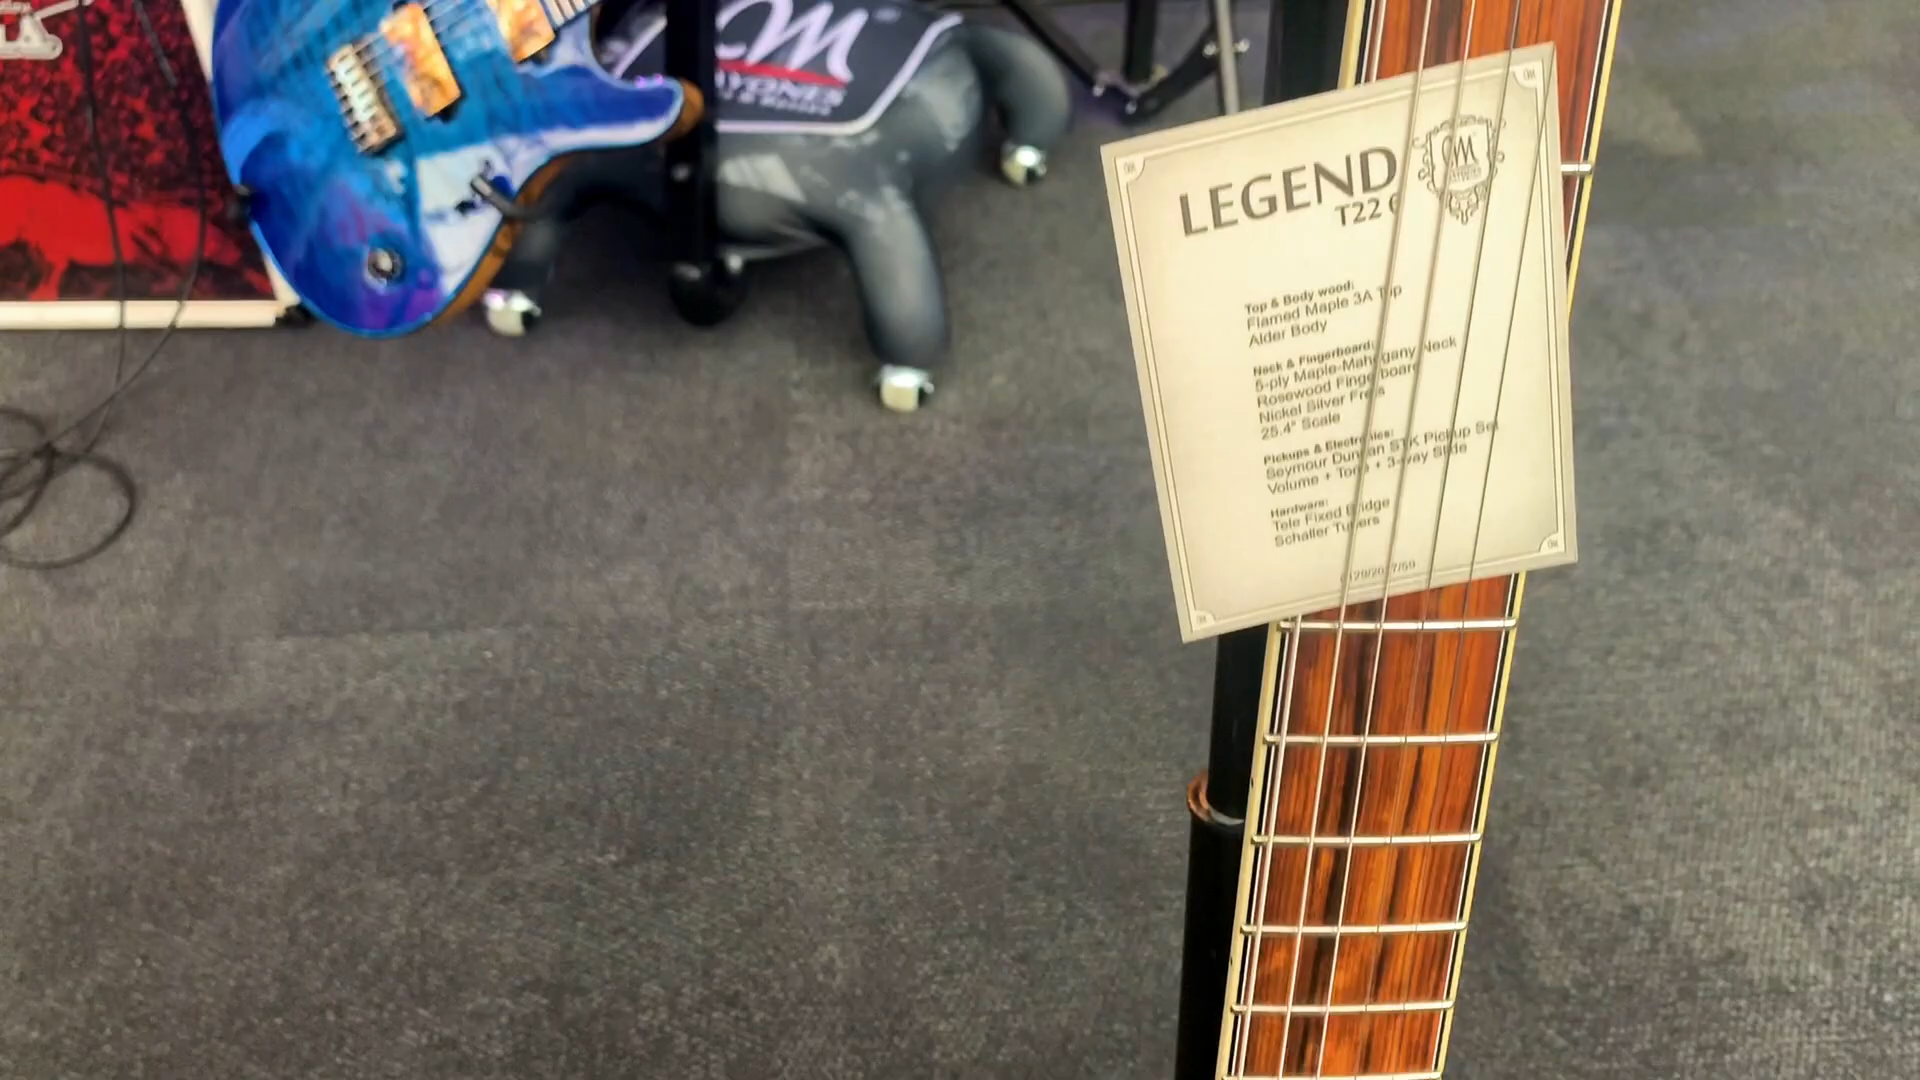 LEGEND
T22 6
Top & Body wood:
Flamed Maple 3A Top
Alder Body
Neck & Fingerboard:
5-ply Maple-Mahogany Neck
Rosewood Fingerboard
Nickel Silver Frets
25.4" Scale
Pickups & Electronics:
Seymour Duncan STK Pickup Set
Volume + Tone + 3-way Slide
Hardware:
Tele Fixed Bridge
Schaller Tuners
M
AYONES